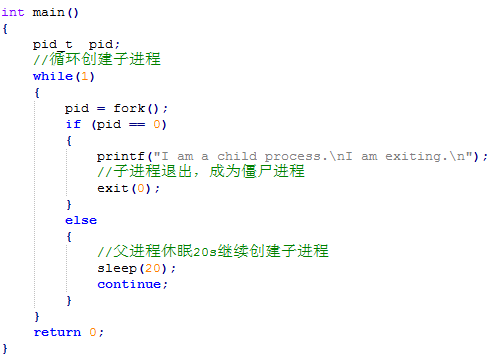 int main()
{
    pid_t  pid;
    //循环创建子进程
    while(1)
    {
        pid = fork();
        if (pid == 0)
        {
            printf("I am a child process.\nI am exiting.\n");
            //子进程退出，成为僵尸进程
            exit(0);
        }
        else
        {
            //父进程休眠20s继续创建子进程
            sleep(20);
            continue;
        }
    }
    return 0;
}